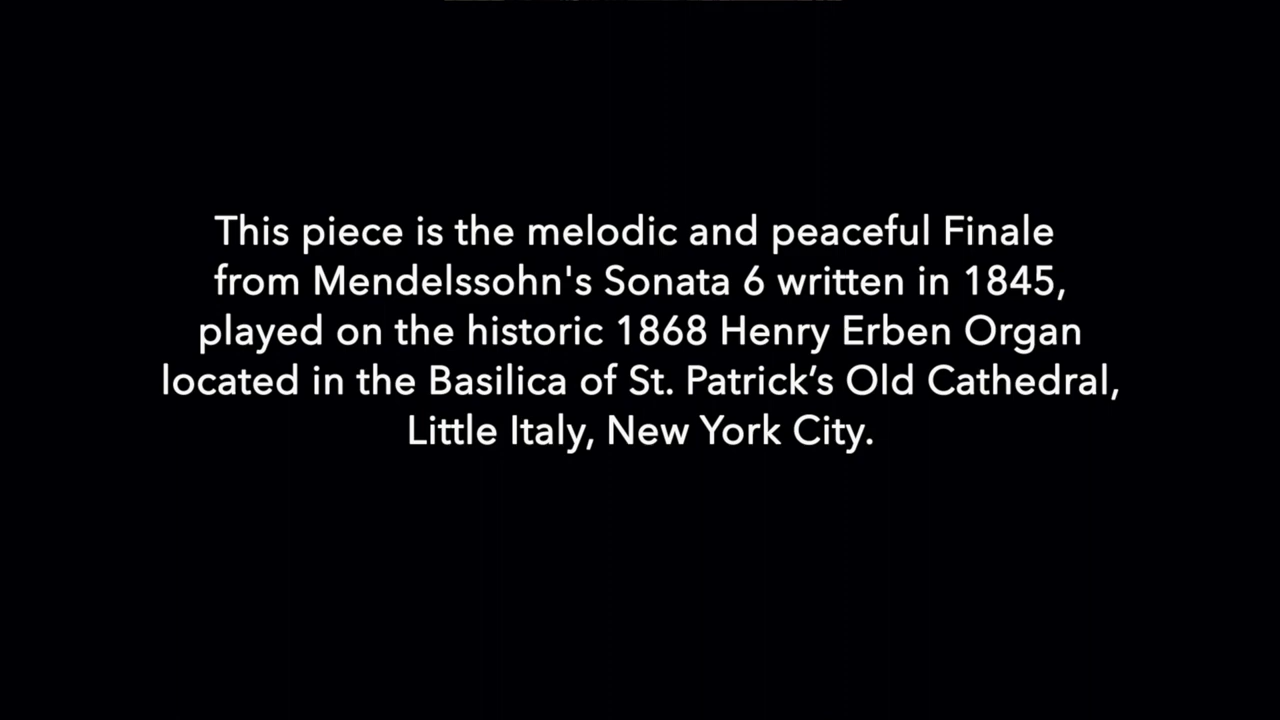 This piece is the melodic and peaceful Finale
from Mendelssohn's Sonata 6 written in 1845,
played on the historic 1868 Henry Erben Organ
located in the Basilica of St. Patrick’s Old Cathedral,
Little Italy, New York City.